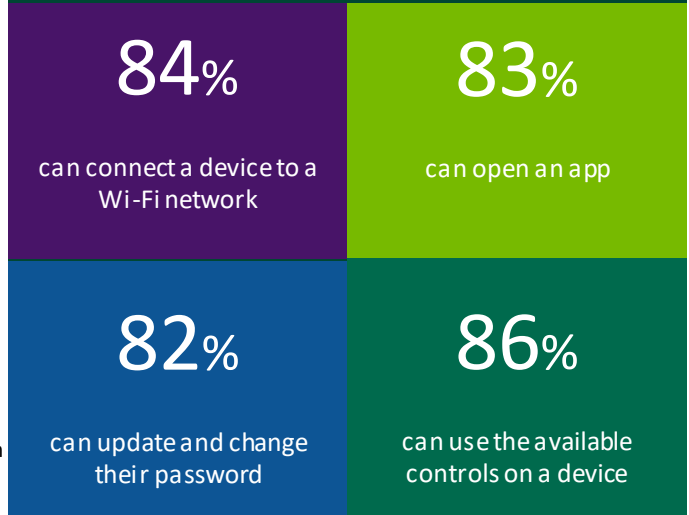 84%
can connect a device to a
Wi-Fi network
83%
can open an app
82%
can update and change
their password
86%
can use the available
controls on a device